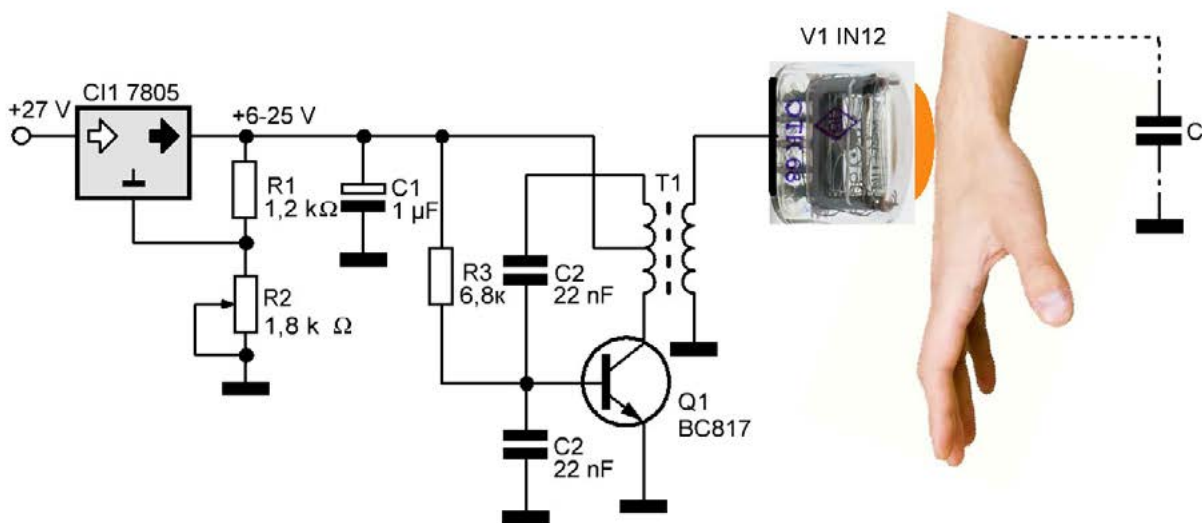 V1 IN12
+27 V
CI1 7805
+6-25 V
R1
1,2 kΩ
C1
1 µF
R2
1,8 k Ω
R3
6,8к
C2
22 nF
T1
C2
22 nF
Q1
BC817
C